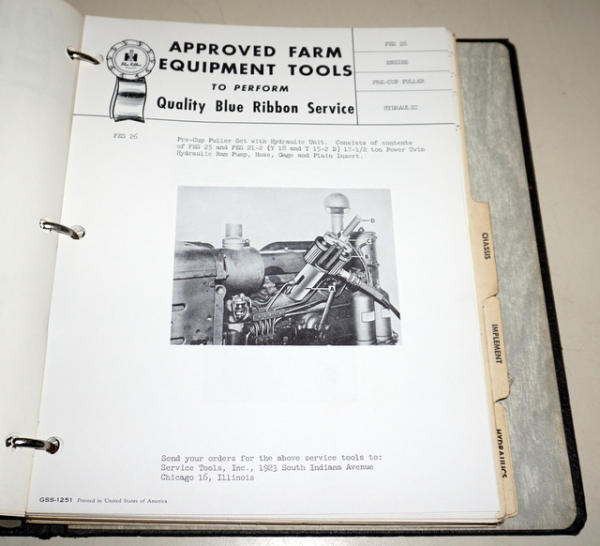 APPROVED FARM
EQUIPMENT TOOLS
TO PERFORM
Quality Blue Ribbon Service
FES 26
ENGINE
PRE-CUP PULLER
HYDRAULIC
FES 26
Pre-Cup Puller Set with Hydraulic Unit. Consists of contents
of FES 25 and FES 21-2 (Y 18 and Y 15-2 D) 17-1/2 ton Power Twin
Hydraulic Ram Pump, Hose, Gage and Plain Insert.
CHASSIS
IMPLEMENT
HYDRAULICS
Send your orders for the above service tools to:
Service Tools, Inc., 1923 South Indiana Avenue
Chicago 16, Illinois
GSS-1251 Printed in United States of America